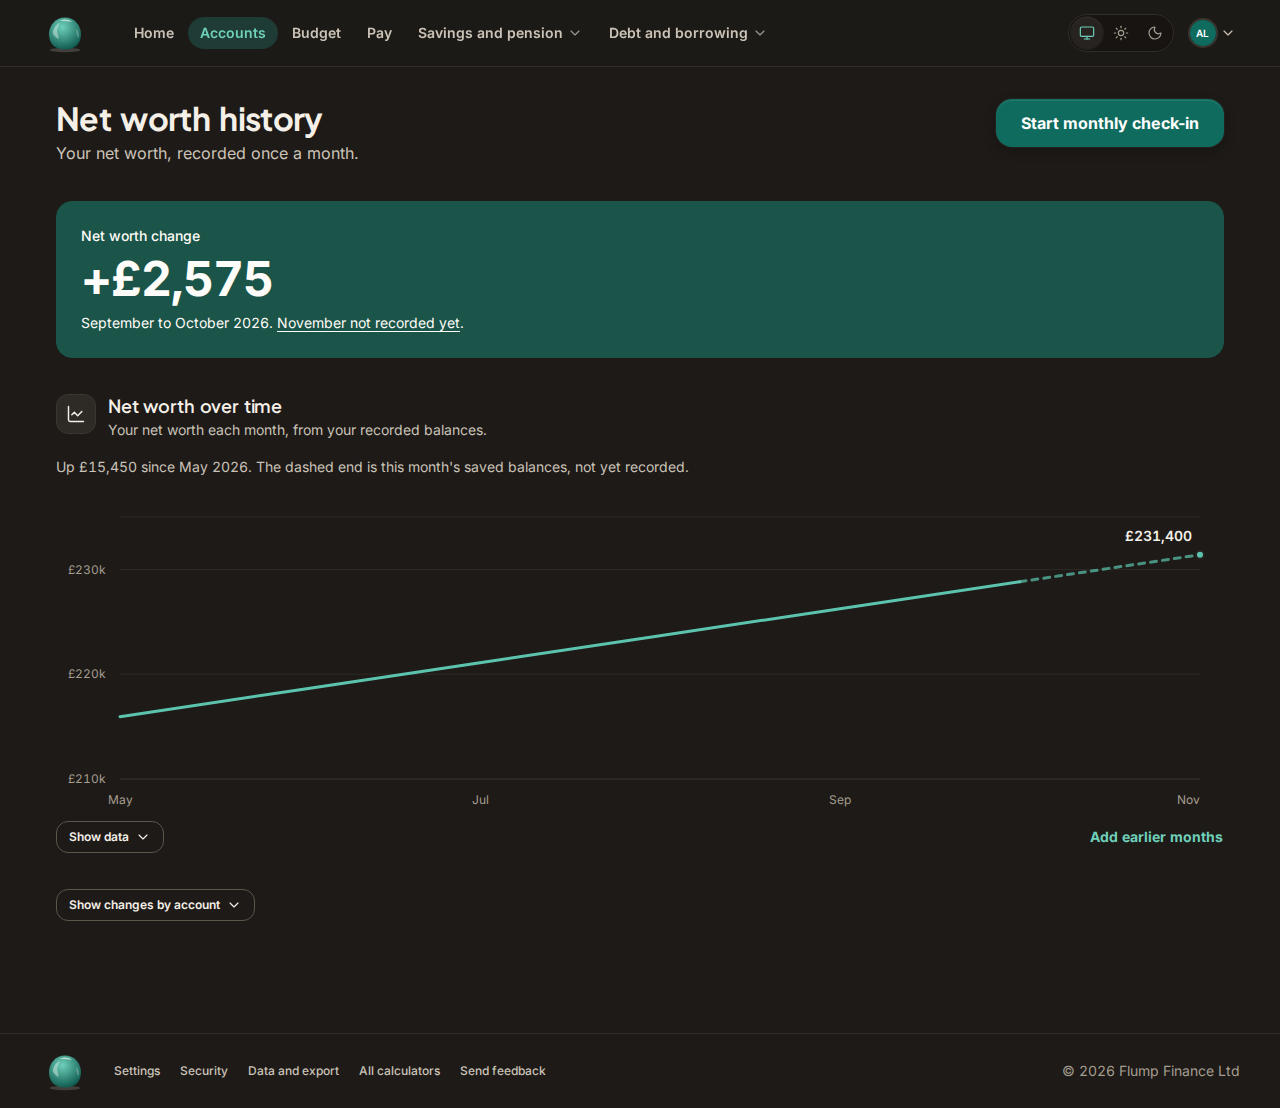 Home
Accounts
Budget
Pay
Savings and pension
Debt and borrowing
AL
Net worth history
Your net worth, recorded once a month.
Start monthly check-in
Net worth change
+£2,575
September to October 2026. November not recorded yet.
Net worth over time
Your net worth each month, from your recorded balances.
Up £15,450 since May 2026. The dashed end is this month's saved balances, not yet recorded.
£231,400
£230k
£220k
£210k
May
Jul
Sep
Nov
Show data
Add earlier months
Show changes by account
Settings
Security
Data and export
All calculators
Send feedback
© 2026 Flump Finance Ltd